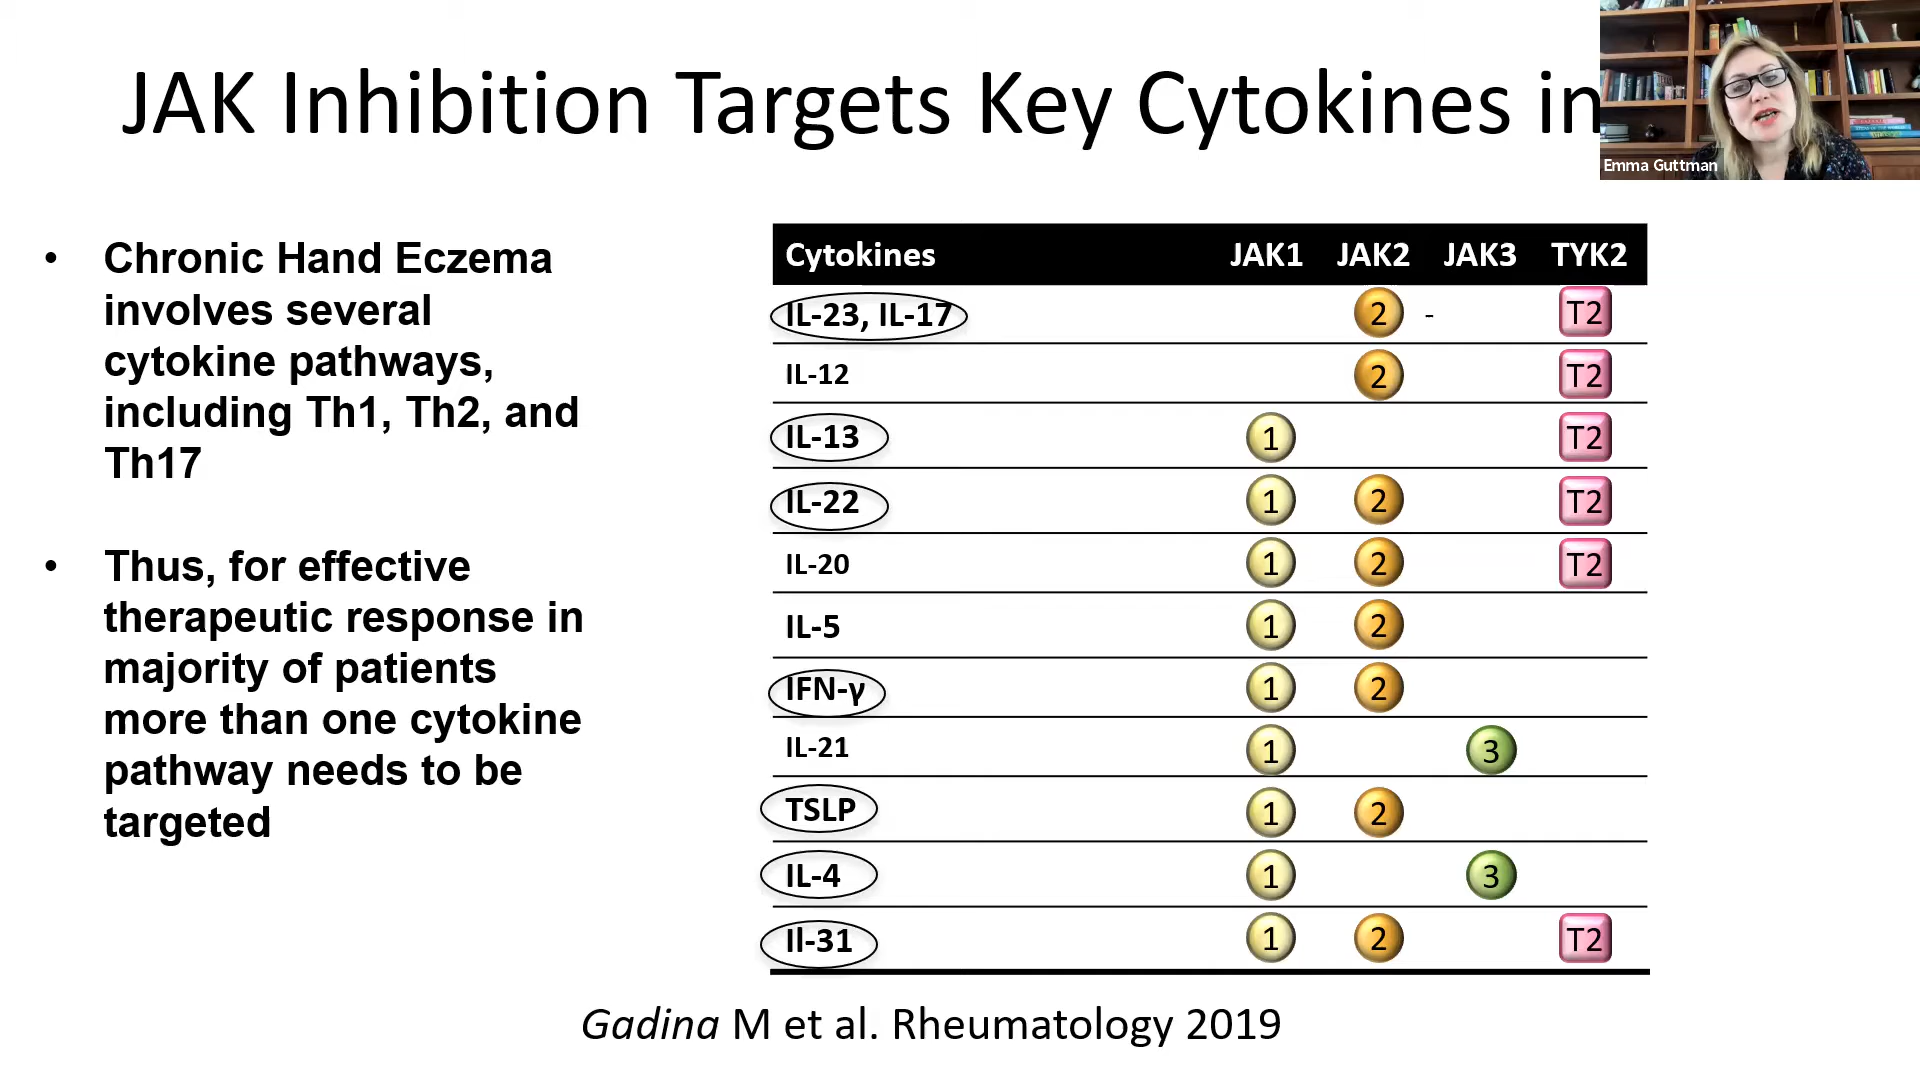 JAK Inhibition Targets Key Cytokines in
Emma Guttman
• Chronic Hand Eczema
involves several
cytokine pathways,
including Th1, Th2, and
Th17
• Thus, for effective
therapeutic response in
majority of patients
more than one cytokine
pathway needs to be
targeted
Cytokines JAK1 JAK2 JAK3 TYK2
IL-23, IL-17 2 - T2
IL-12 2 T2
IL-13 1 T2
IL-22 1 2 T2
IL-20 1 2 T2
IL-5 1 2
IFN-γ 1 2
IL-21 1 3
TSLP 1 2
IL-4 1 3
Il-31 1 2 T2
Gadina M et al. Rheumatology 2019